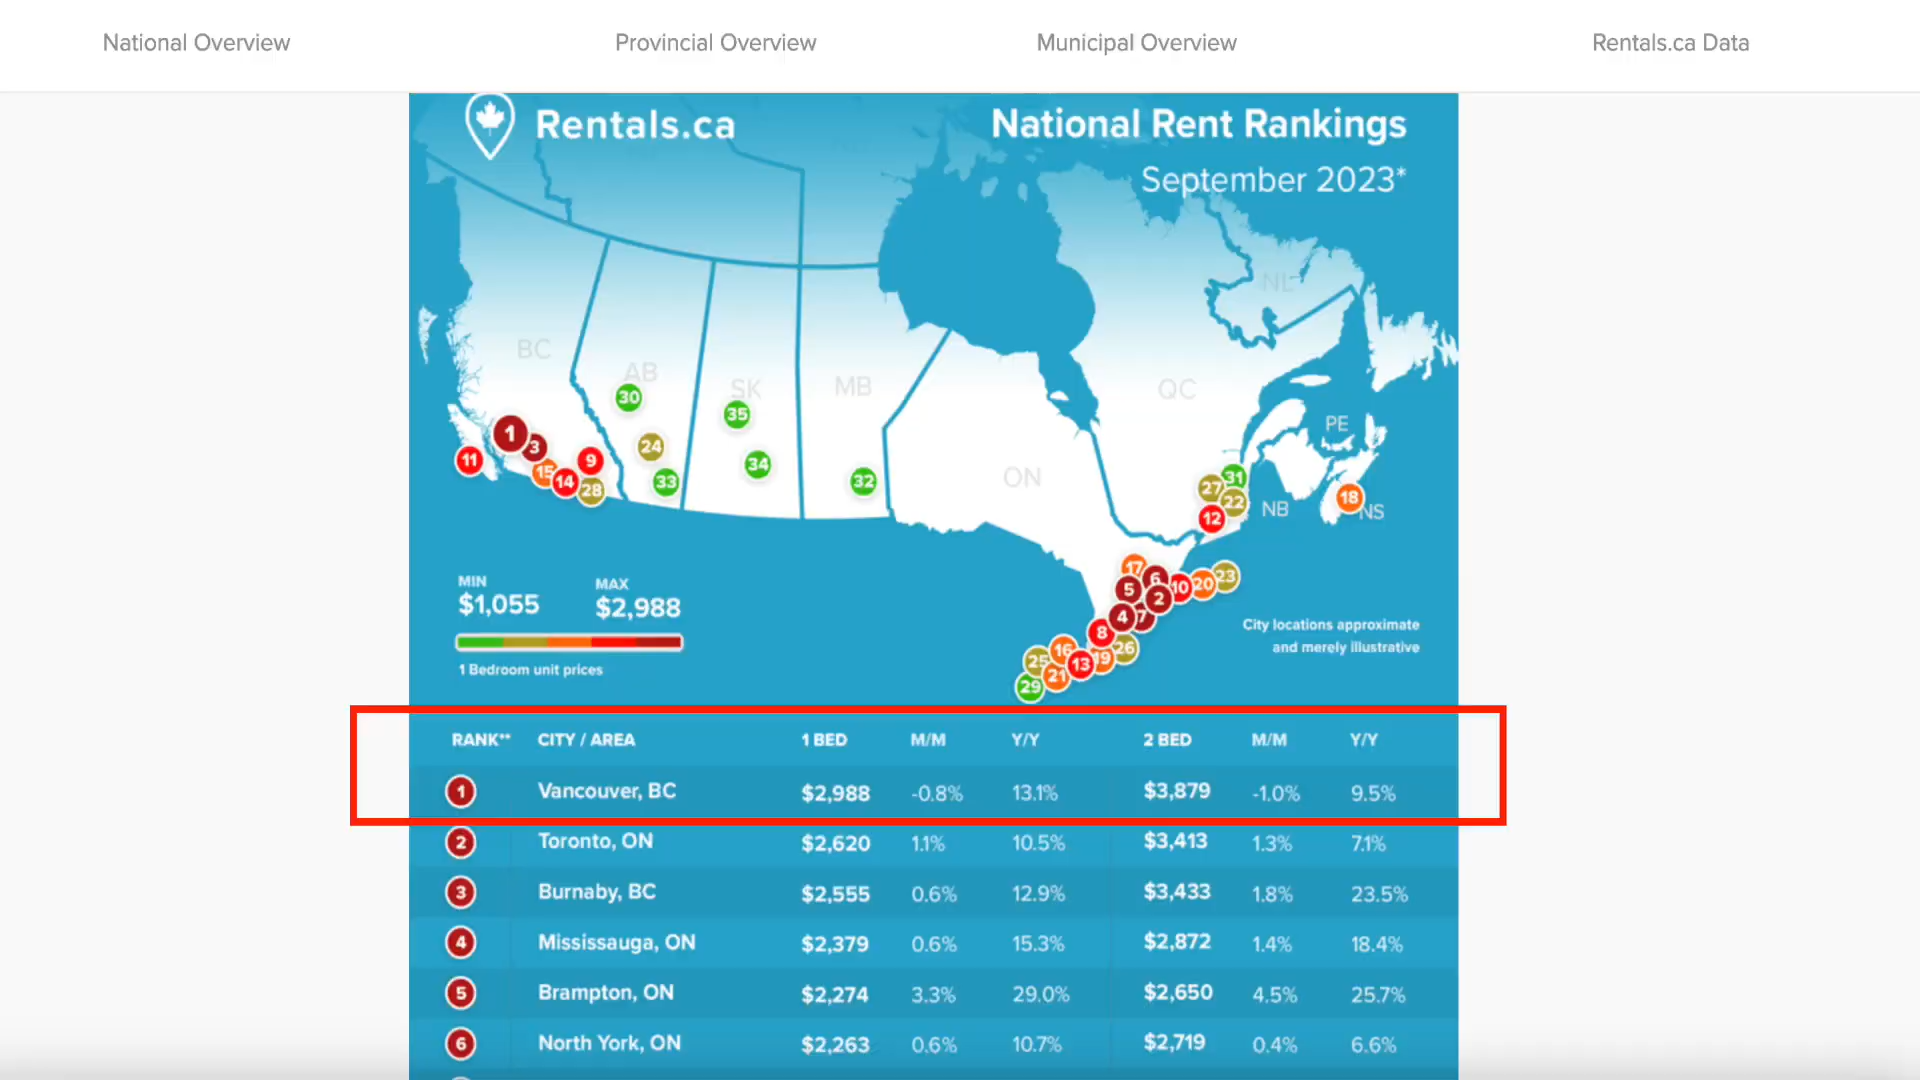 National Overview
Provincial Overview
Municipal Overview
Rentals.ca Data
Rentals.ca
National Rent Rankings
September 2023*
NL
BC
AB
SK
MB
ON
QC
PE
NB
NS
30
35
1
3
24
11
15
9
14
28
33
34
32
31
27
22
12
18
17
6
5
2
10
20
23
4
7
8
26
16
25
13
19
21
29
MIN
$1,055
MAX
$2,988
1 Bedroom unit prices
City locations approximate
and merely illustrative
RANK** CITY / AREA 1 BED M/M Y/Y 2 BED M/M Y/Y
1 Vancouver, BC $2,988 -0.8% 13.1% $3,879 -1.0% 9.5%
2 Toronto, ON $2,620 1.1% 10.5% $3,413 1.3% 7.1%
3 Burnaby, BC $2,555 0.6% 12.9% $3,433 1.8% 23.5%
4 Mississauga, ON $2,379 0.6% 15.3% $2,872 1.4% 18.4%
5 Brampton, ON $2,274 3.3% 29.0% $2,650 4.5% 25.7%
6 North York, ON $2,263 0.6% 10.7% $2,719 0.4% 6.6%